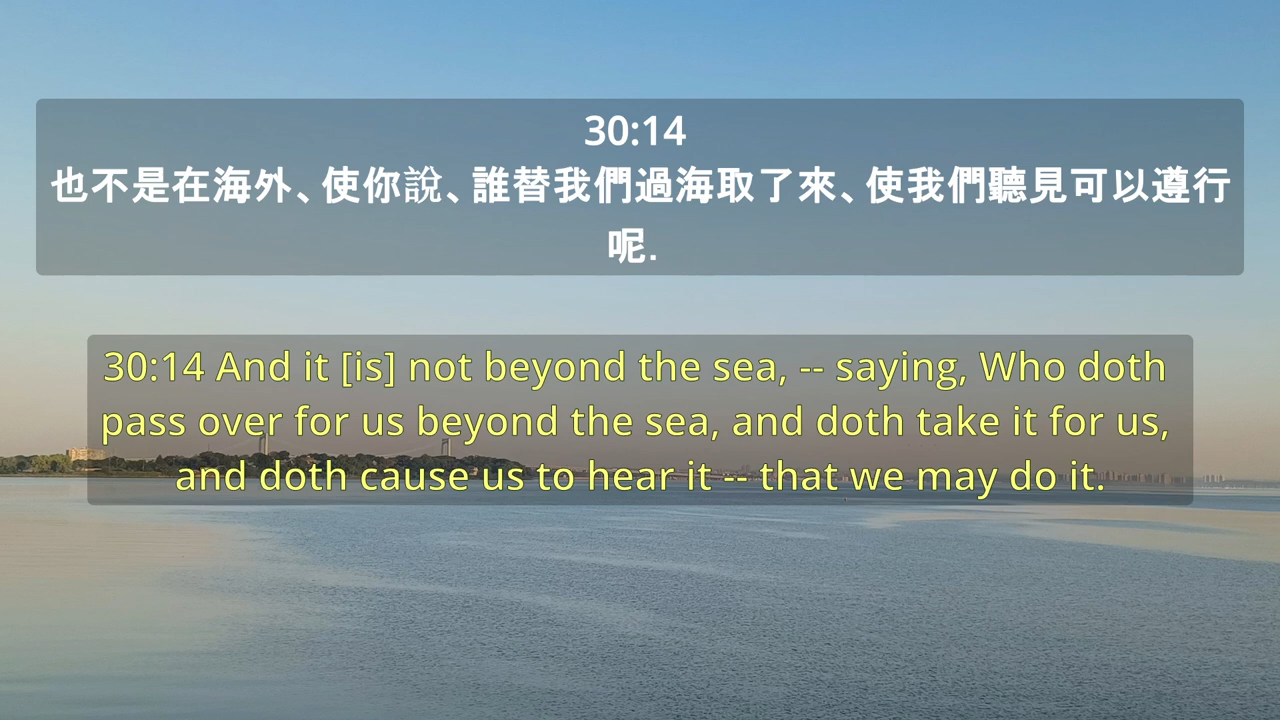 30:14
也不是在海外、使你說、誰替我們過海取了來、使我們聽見可以遵行
呢.
30:14 And it [is] not beyond the sea, -- saying, Who doth
pass over for us beyond the sea, and doth take it for us,
and doth cause us to hear it -- that we may do it.